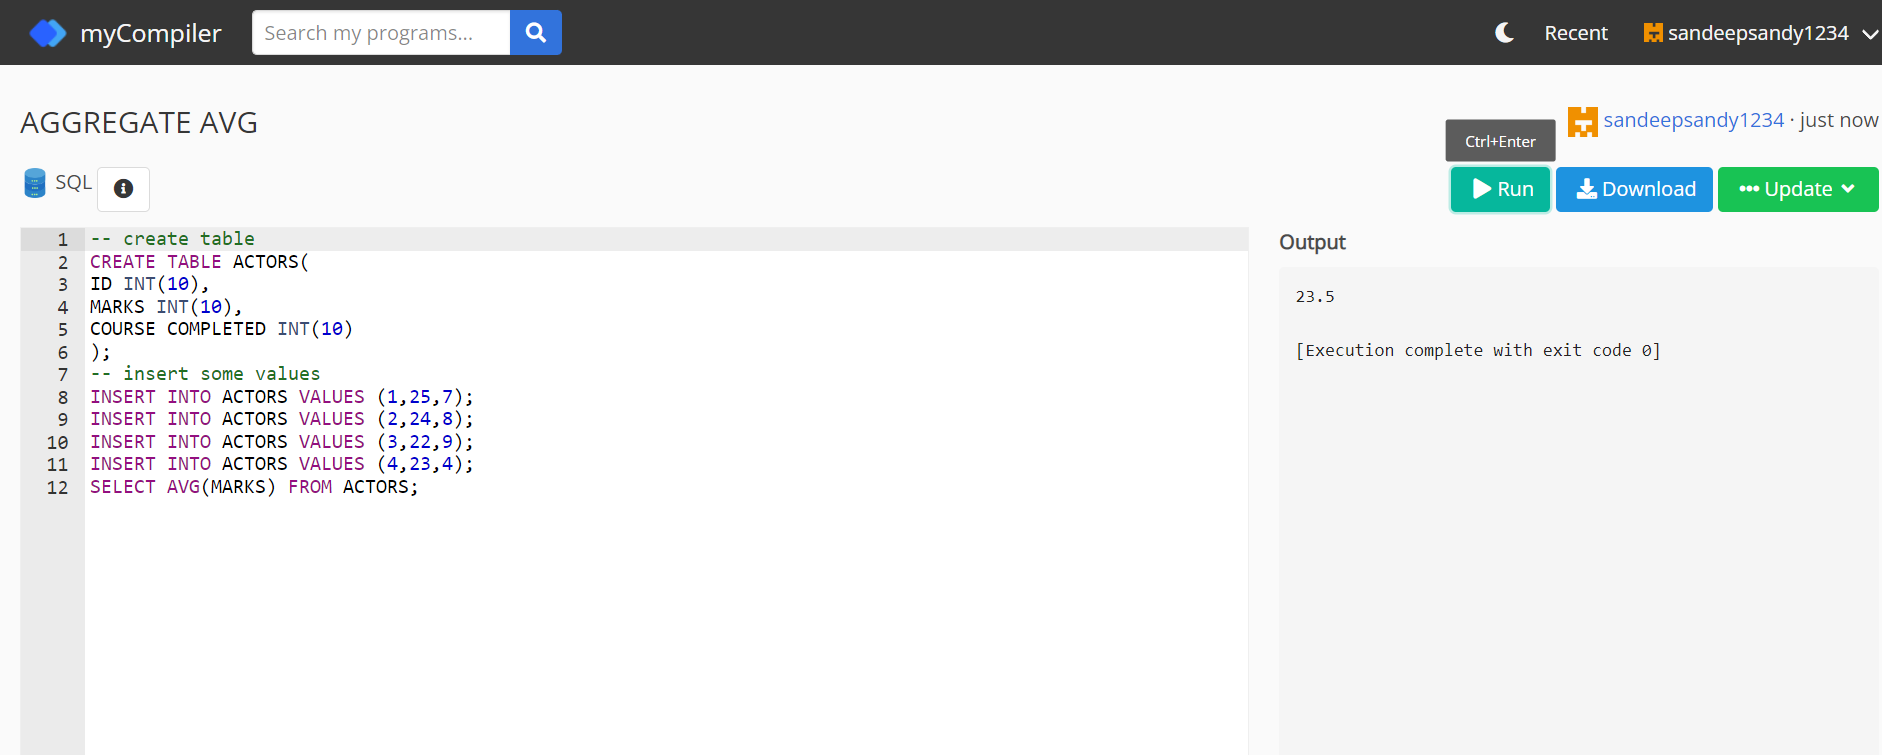 myCompiler
Search my programs...
Recent
sandeepsandy1234
AGGREGATE AVG
sandeepsandy1234 · just now
Ctrl+Enter
SQL
Run
Download
Update
1 -- create table
2 CREATE TABLE ACTORS(
3 ID INT(10),
4 MARKS INT(10),
5 COURSE COMPLETED INT(10)
6 );
7 -- insert some values
8 INSERT INTO ACTORS VALUES (1,25,7);
9 INSERT INTO ACTORS VALUES (2,24,8);
10 INSERT INTO ACTORS VALUES (3,22,9);
11 INSERT INTO ACTORS VALUES (4,23,4);
12 SELECT AVG(MARKS) FROM ACTORS;
Output
23.5
[Execution complete with exit code 0]